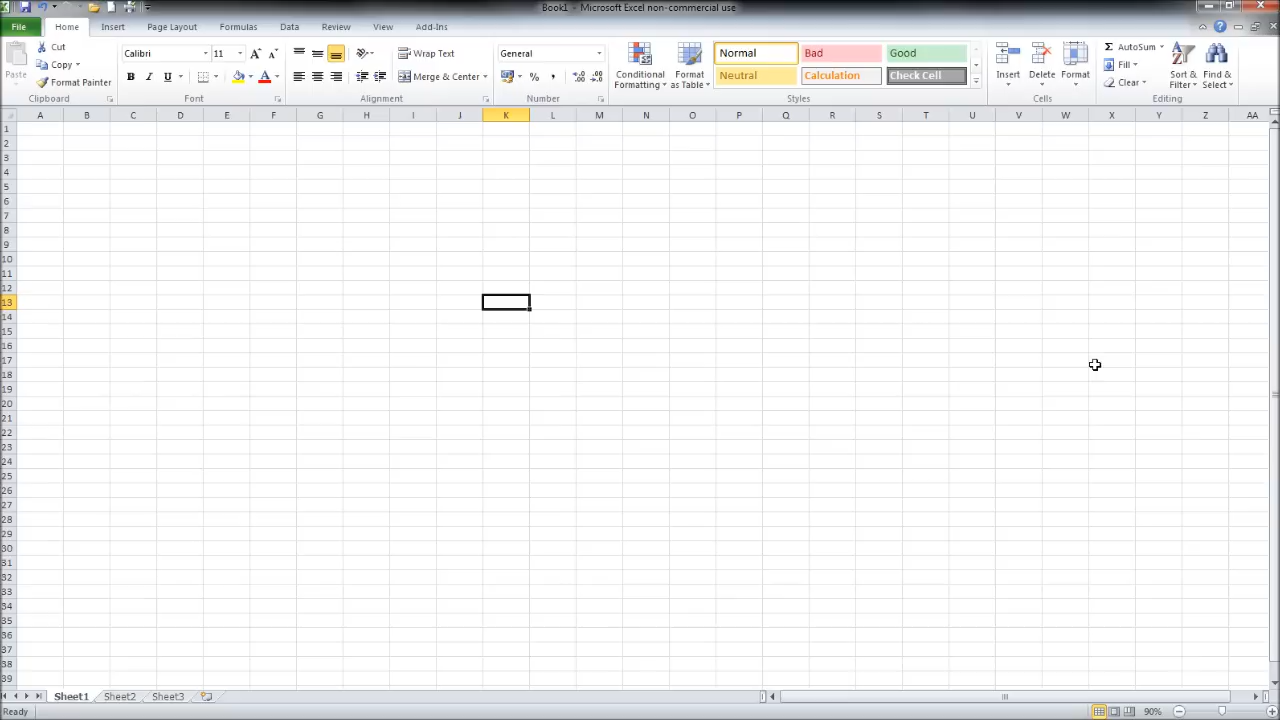 Book1 - Microsoft Excel non-commercial use
File Home Insert Page Layout Formulas Data Review View Add-Ins
Paste
Cut
Copy
Format Painter
Clipboard
Calibri 11
B I U
A A
Font
Wrap Text
Merge & Center
Alignment
General
% ,
Number
Conditional Formatting
Format as Table
Normal Bad Good
Neutral Calculation Check Cell
Styles
Insert Delete Format
Cells
Σ AutoSum
Fill
Clear
Sort & Filter
Find & Select
Editing
A B C D E F G H I J K L M N O P Q R S T U V W X Y Z AA
1
2
3
4
5
6
7
8
9
10
11
12
13
14
15
16
17
18
19
20
21
22
23
24
25
26
27
28
29
30
31
32
33
34
35
36
37
38
39
Sheet1 Sheet2 Sheet3
Ready 90%